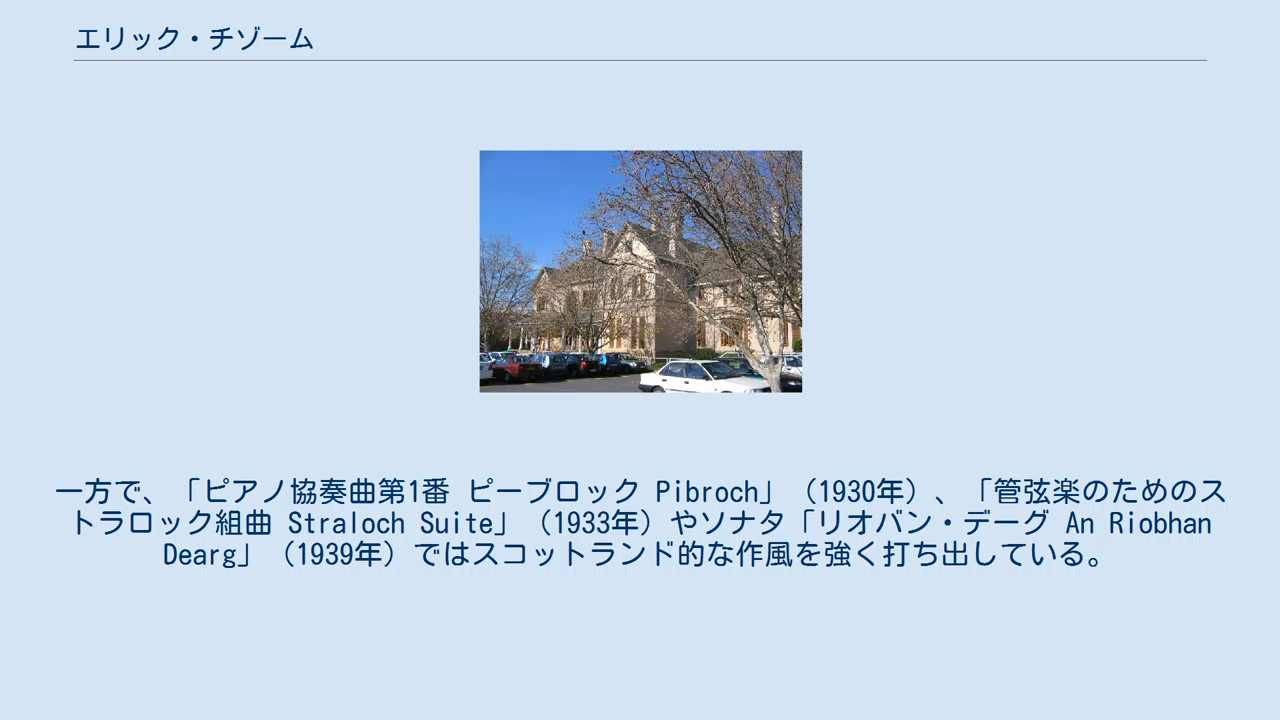 エリック・チゾーム
一方で、「ピアノ協奏曲第1番 ピーブロック Pibroch」（1930年）、「管弦楽のためのス
トラロック組曲 Straloch Suite」（1933年）やソナタ「リオバン・デーグ An Riobhan
Dearg」（1939年）ではスコットランド的な作風を強く打ち出している。